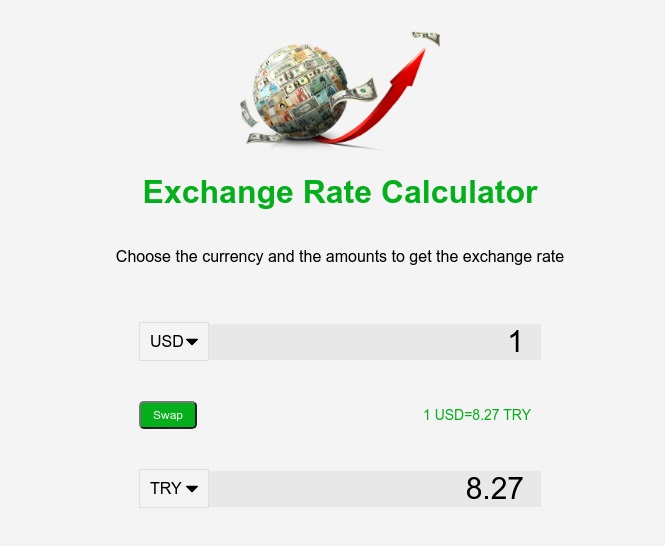 Exchange Rate Calculator
Choose the currency and the amounts to get the exchange rate
USD 1
Swap 1 USD=8.27 TRY
TRY 8.27